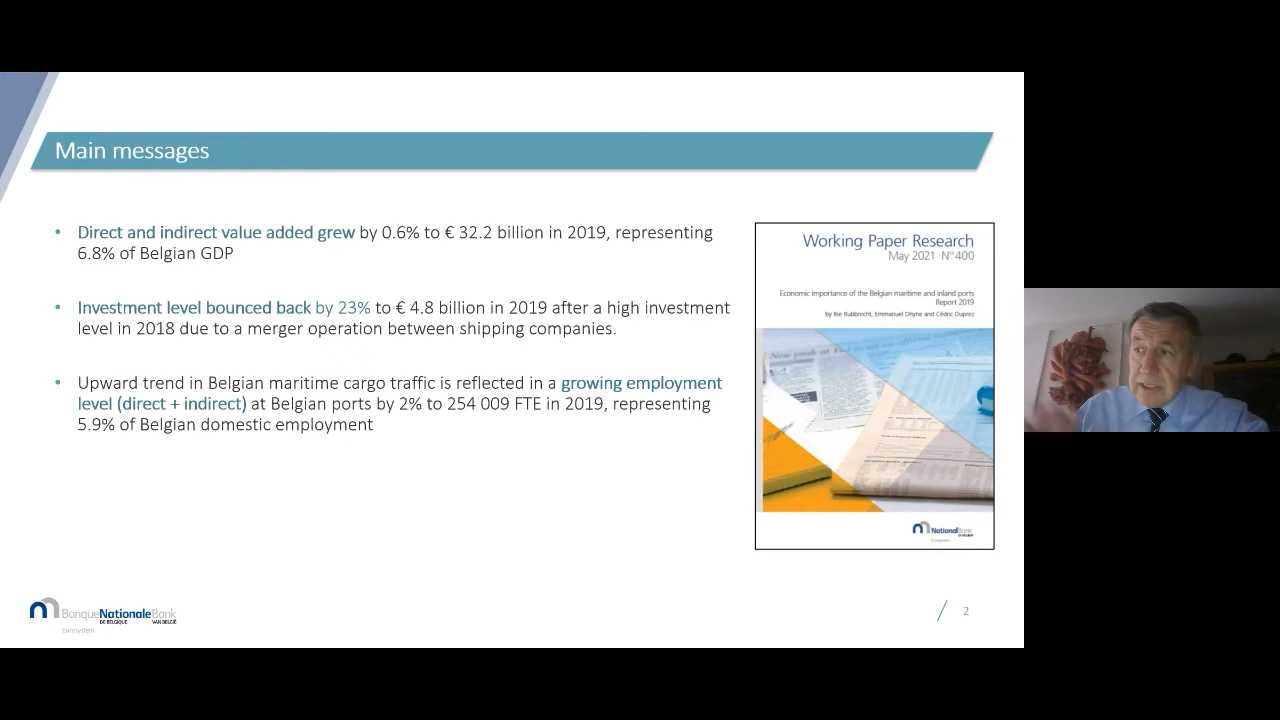 Main messages
• Direct and indirect value added grew by 0.6% to € 32.2 billion in 2019, representing
6.8% of Belgian GDP
• Investment level bounced back by 23% to € 4.8 billion in 2019 after a high investment
level in 2018 due to a merger operation between shipping companies.
• Upward trend in Belgian maritime cargo traffic is reflected in a growing employment
level (direct + indirect) at Belgian ports by 2% to 254 009 FTE in 2019, representing
5.9% of Belgian domestic employment
Working Paper Research
May 2021 N°400
Economic importance of the Belgian maritime and inland ports
Report 2019
by Ilse Rubbrecht, Emmanuel Dhyne and Cédric Duprez
NationalBank
OF BELGIUM
Eurosystem
BanqueNationaleBank
DE BELGIQUE VAN BELGIË
Eurosystem
2